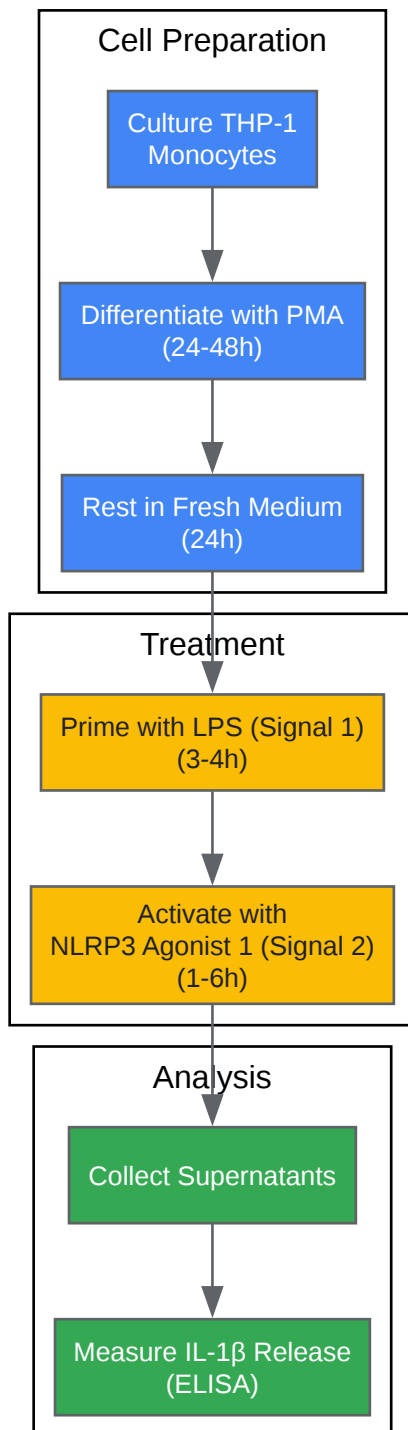 Cell Preparation
Culture THP-1
Monocytes
Differentiate with PMA
(24-48h)
Rest in Fresh Medium
(24h)
Treatment
Prime with LPS (Signal 1)
(3-4h)
Activate with
NLRP3 Agonist 1 (Signal 2)
(1-6h)
Analysis
Collect Supernatants
Measure IL-1β Release
(ELISA)